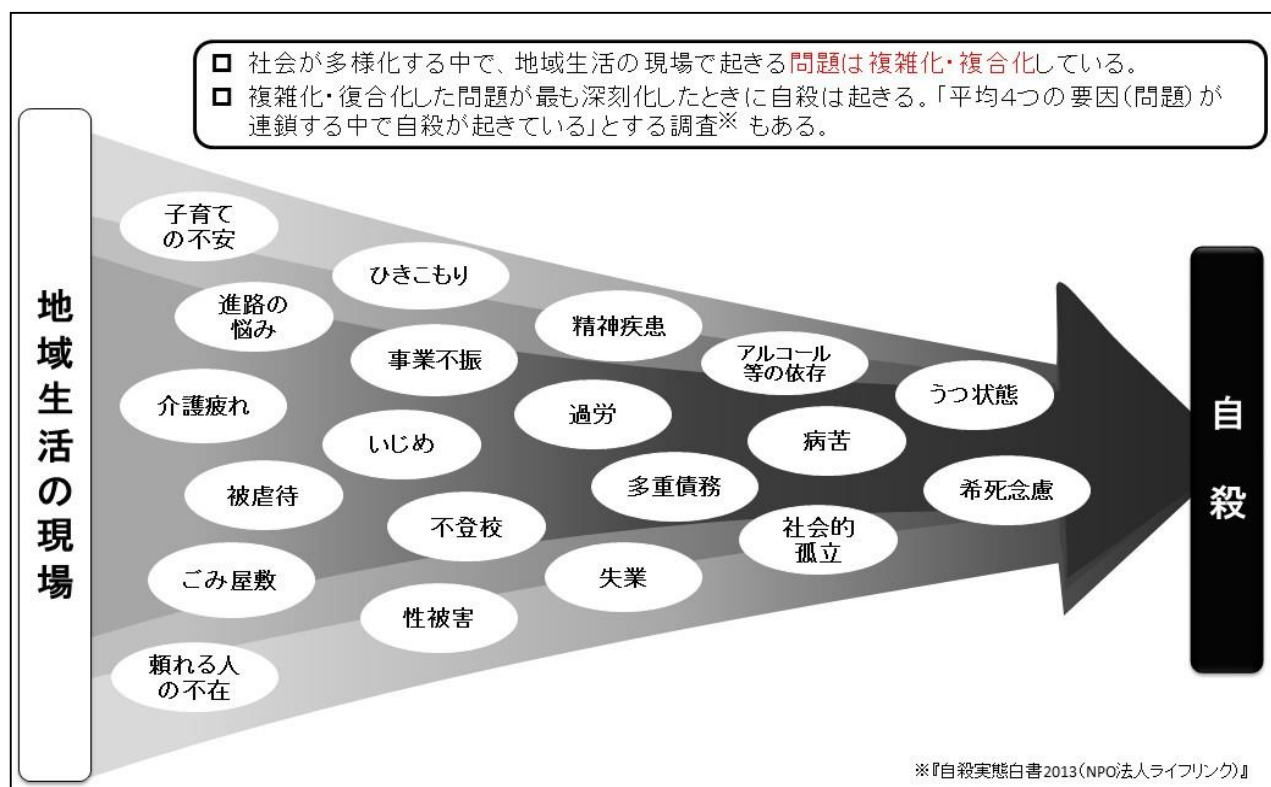 □ 社会が多様化する中で、地域生活の現場で起きる問題は複雑化・複合化している。
□ 複雑化・復合化した問題が最も深刻化したときに自殺は起きる。「平均4つの要因(問題)が
連鎖する中で自殺が起きている」とする調査※ もある。
地域生活の現場
子育て
の不安
進路の
悩み
介護疲れ
被虐待
ごみ屋敷
頼れる人
の不在
ひきこもり
事業不振
いじめ
不登校
性被害
精神疾患
過労
多重債務
失業
アルコール
等の依存
病苦
社会的
孤立
うつ状態
希死念慮
自殺
※『自殺実態白書2013(NPO法人ライフリンク)』